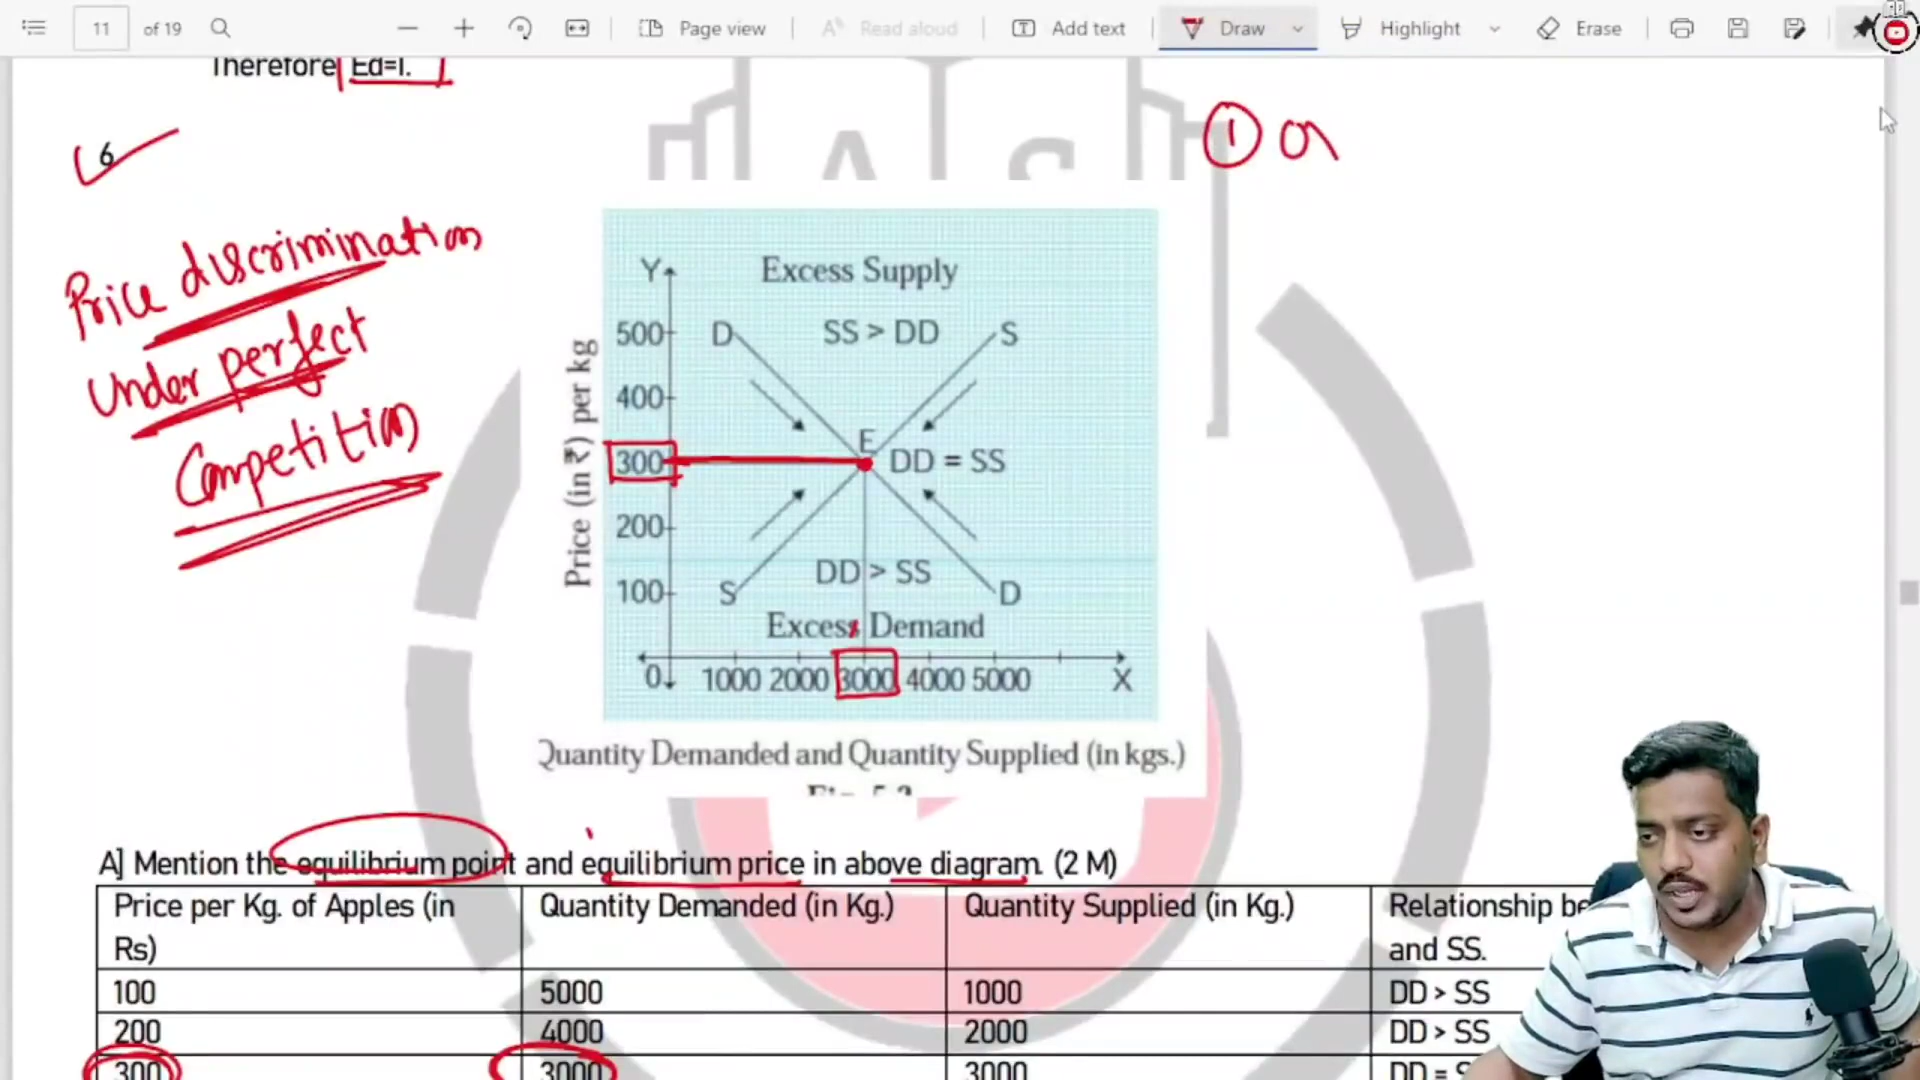 11 of 19
Page view
Read aloud
Add text
Draw
Highlight
Erase
Therefore Ed=1.
6
① Or
A S
Price discrimination
Under perfect
Competition
Y
Excess Supply
500
D
SS > DD
S
400
E
300
DD = SS
200
DD > SS
100
S
D
Excess Demand
0
1000 2000 3000 4000 5000
X
Price (in ₹) per kg
Quantity Demanded and Quantity Supplied (in kgs.)
A] Mention the equilibrium point and equilibrium price in above diagram. (2 M)
Price per Kg. of Apples (in Rs)
Quantity Demanded (in Kg.)
Quantity Supplied (in Kg.)
Relationship
and SS.
100 5000 1000 DD > SS
200 4000 2000 DD > SS
300 3000 3000 DD =